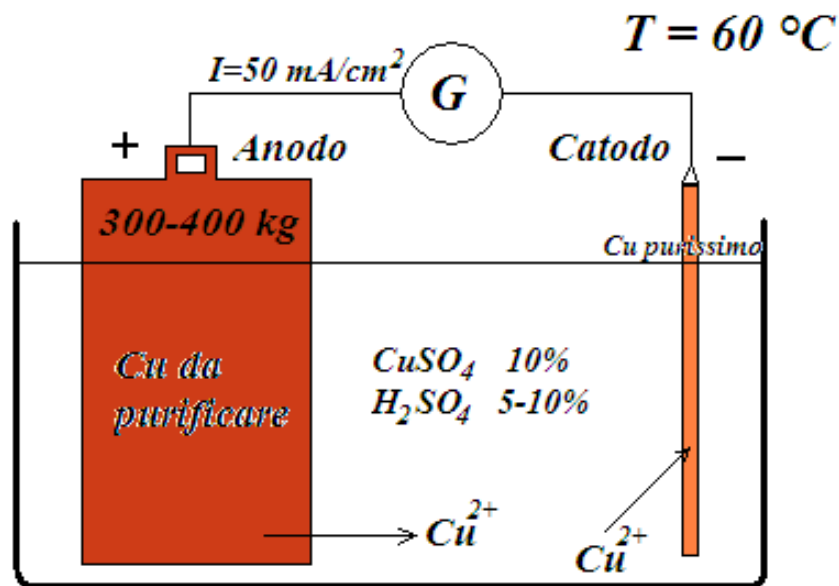 T = 60 °C
I=50 mA/cm²
G
+ Anodo
Catodo −
300-400 kg
Cu purissimo
Cu da
purificare
CuSO₄ 10%
H₂SO₄ 5-10%
Cu²⁺
Cu²⁺